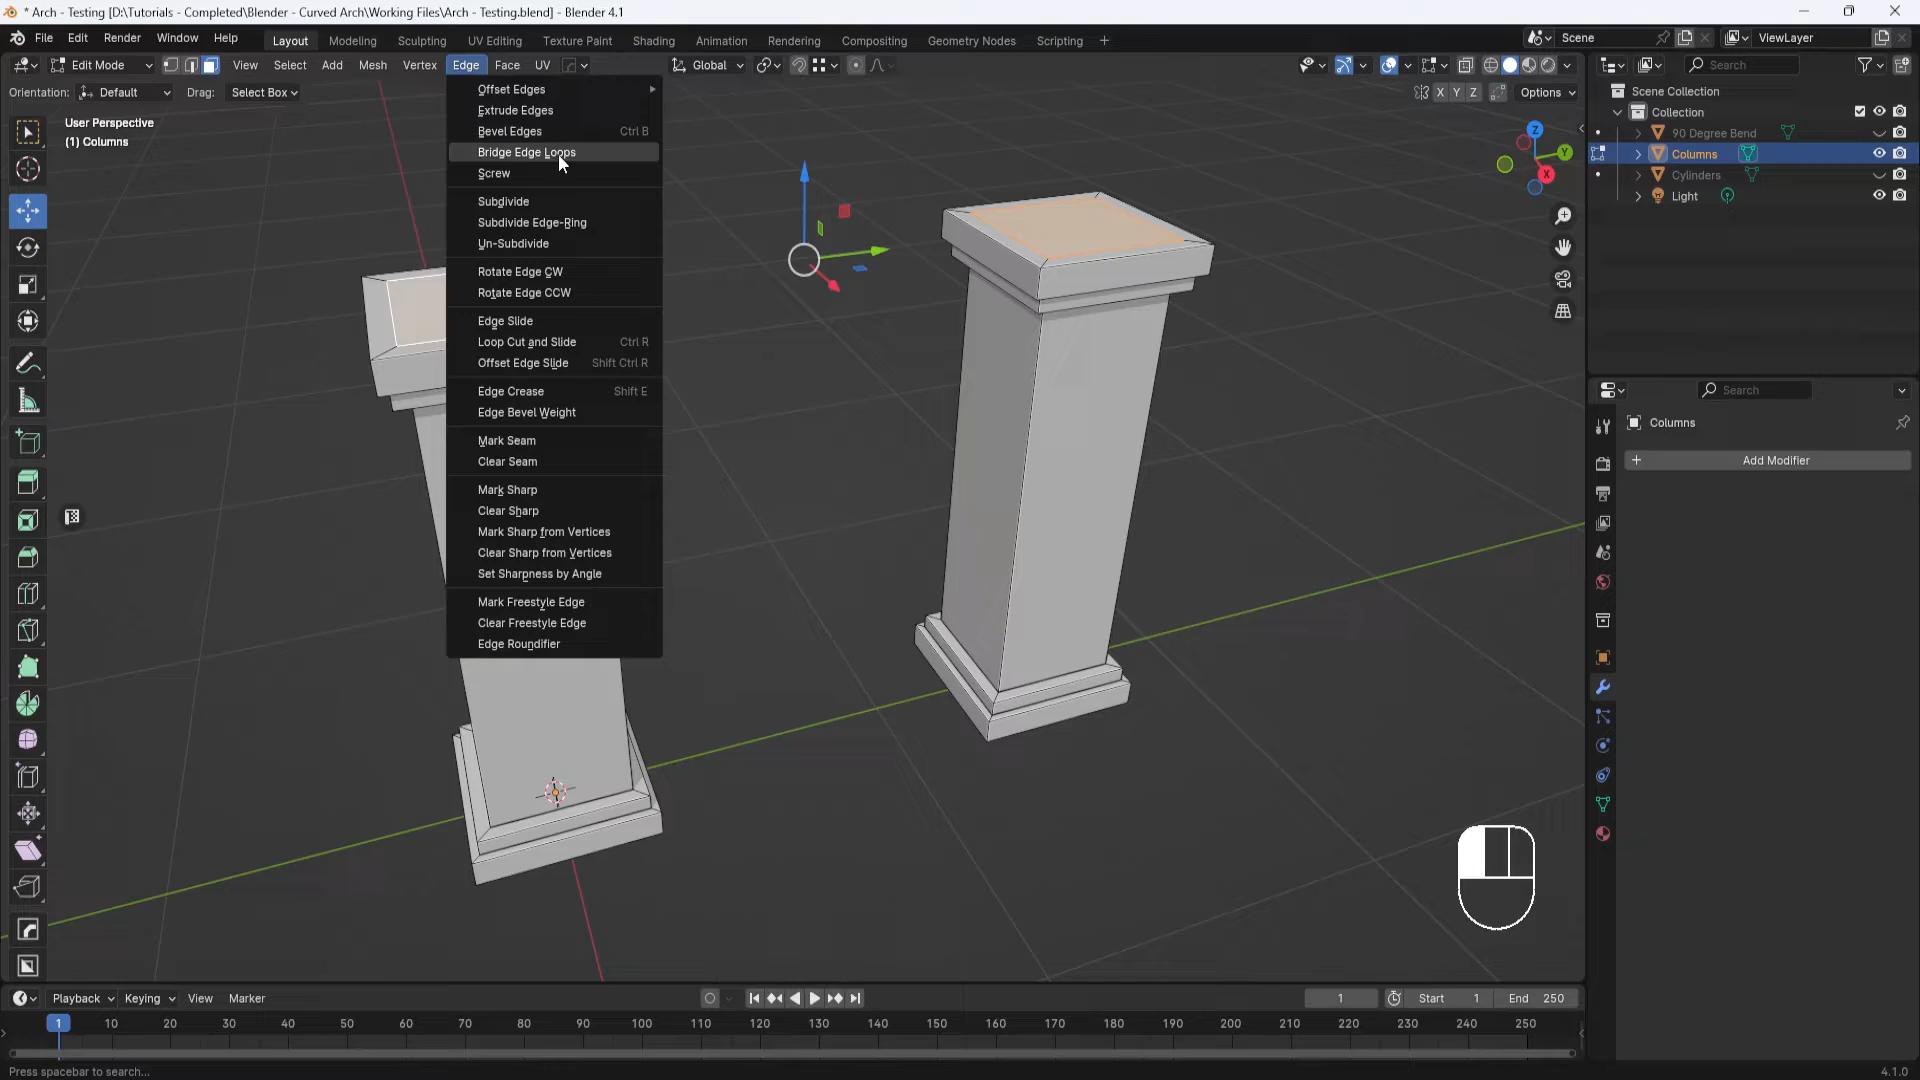 * Arch - Testing [D:\Tutorials - Completed\Blender - Curved Arch\Working Files\Arch - Testing.blend] - Blender 4.1
File Edit Render Window Help Layout Modeling Sculpting UV Editing Texture Paint Shading Animation Rendering Compositing Geometry Nodes Scripting + Scene ViewLayer
Edit Mode View Select Add Mesh Vertex Edge Face UV Global Search
Orientation: Default Drag: Select Box X Y Z Options
Scene Collection
Collection
90 Degree Bend
Columns
Cylinders
Light
User Perspective
(1) Columns
Offset Edges
Extrude Edges
Bevel Edges Ctrl B
Bridge Edge Loops
Screw
Subdivide
Subdivide Edge-Ring
Un-Subdivide
Rotate Edge CW
Rotate Edge CCW
Edge Slide
Loop Cut and Slide Ctrl R
Offset Edge Slide Shift Ctrl R
Edge Crease Shift E
Edge Bevel Weight
Mark Seam
Clear Seam
Mark Sharp
Clear Sharp
Mark Sharp from Vertices
Clear Sharp from Vertices
Set Sharpness by Angle
Mark Freestyle Edge
Clear Freestyle Edge
Edge Roundifier
Z
Y
X
Search
Columns
Add Modifier
Playback Keying View Marker 1 Start 1 End 250
1 10 20 30 40 50 60 70 80 90 100 110 120 130 140 150 160 170 180 190 200 210 220 230 240 250
Press spacebar to search... 4.1.0